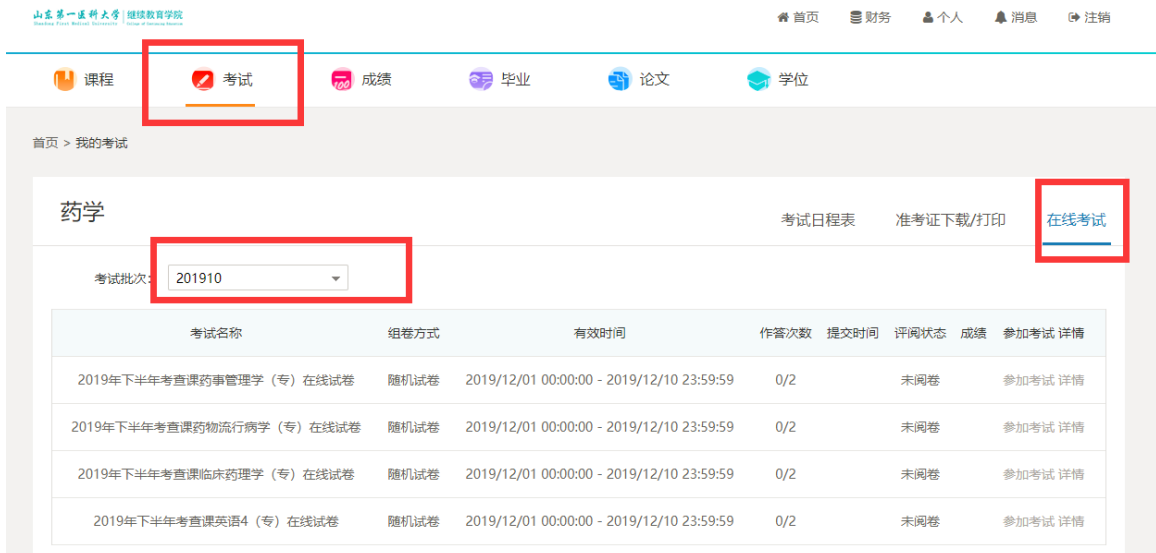 山东第一医科大学 继续教育学院
首页 财务 个人 消息 注销
课程 考试 成绩 毕业 论文 学位
首页 > 我的考试
药学
考试日程表 准考证下载/打印 在线考试
考试批次: 201910
考试名称 组卷方式 有效时间 作答次数 提交时间 评阅状态 成绩 参加考试 详情
2019年下半年考查课药事管理学（专）在线试卷 随机试卷 2019/12/01 00:00:00 - 2019/12/10 23:59:59 0/2 未阅卷 参加考试 详情
2019年下半年考查课药物流行病学（专）在线试卷 随机试卷 2019/12/01 00:00:00 - 2019/12/10 23:59:59 0/2 未阅卷 参加考试 详情
2019年下半年考查课临床药理学（专）在线试卷 随机试卷 2019/12/01 00:00:00 - 2019/12/10 23:59:59 0/2 未阅卷 参加考试 详情
2019年下半年考查课英语4（专）在线试卷 随机试卷 2019/12/01 00:00:00 - 2019/12/10 23:59:59 0/2 未阅卷 参加考试 详情